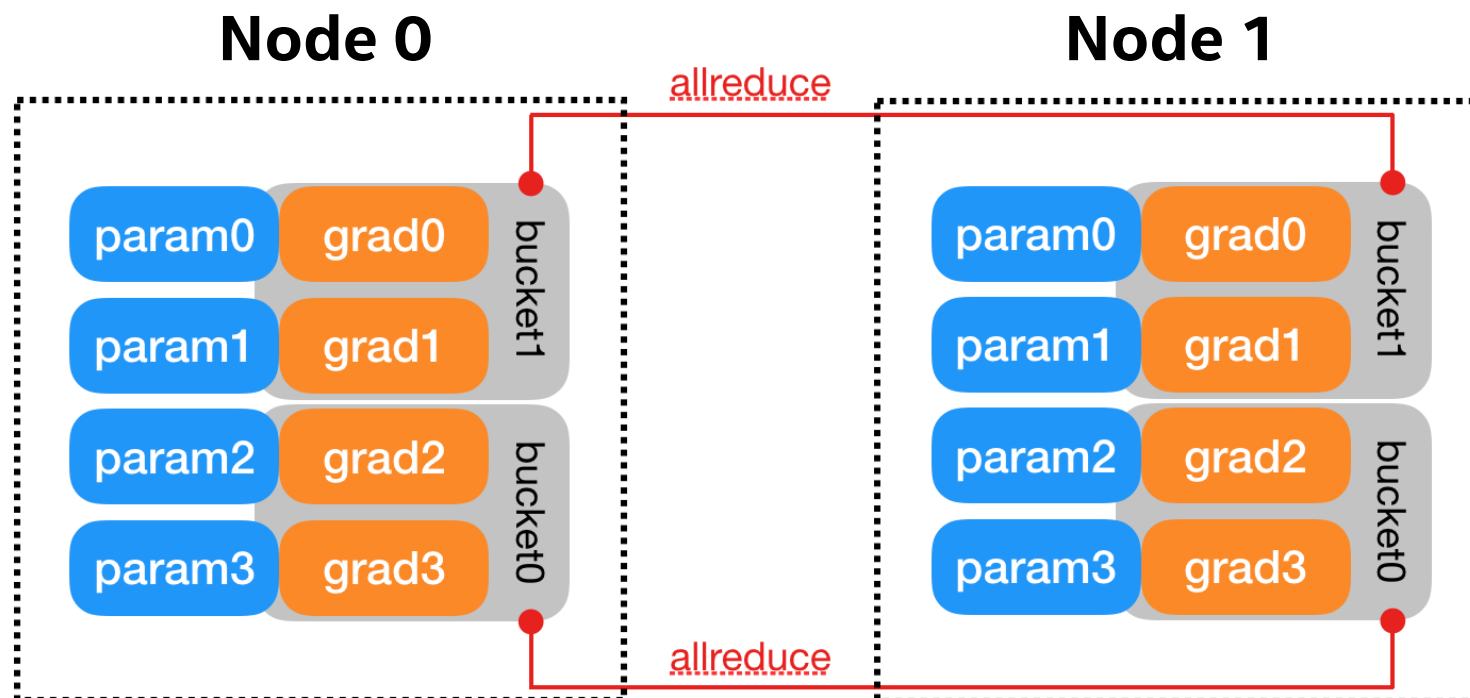 Node 0
Node 1
allreduce
param0 grad0
param1 grad1
bucket1
param2 grad2
param3 grad3
bucket0
param0 grad0
param1 grad1
bucket1
param2 grad2
param3 grad3
bucket0
allreduce